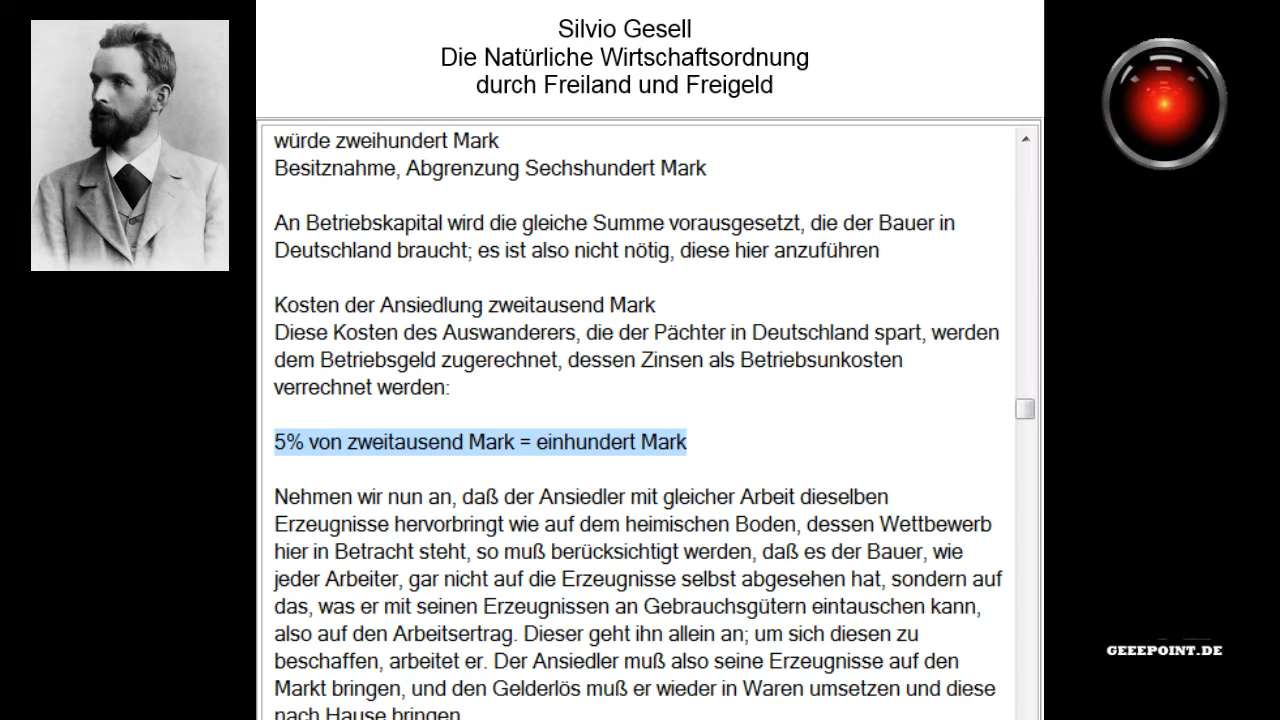 Silvio Gesell
Die Natürliche Wirtschaftsordnung
durch Freiland und Freigeld
würde zweihundert Mark
Besitznahme, Abgrenzung Sechshundert Mark
An Betriebskapital wird die gleiche Summe vorausgesetzt, die der Bauer in
Deutschland braucht; es ist also nicht nötig, diese hier anzuführen
Kosten der Ansiedlung zweitausend Mark
Diese Kosten des Auswanderers, die der Pächter in Deutschland spart, werden
dem Betriebsgeld zugerechnet, dessen Zinsen als Betriebsunkosten
verrechnet werden:
5% von zweitausend Mark = einhundert Mark
Nehmen wir nun an, daß der Ansiedler mit gleicher Arbeit dieselben
Erzeugnisse hervorbringt wie auf dem heimischen Boden, dessen Wettbewerb
hier in Betracht steht, so muß berücksichtigt werden, daß es der Bauer, wie
jeder Arbeiter, gar nicht auf die Erzeugnisse selbst abgesehen hat, sondern auf
das, was er mit seinen Erzeugnissen an Gebrauchsgütern eintauschen kann,
also auf den Arbeitsertrag. Dieser geht ihn allein an; um sich diesen zu
beschaffen, arbeitet er. Der Ansiedler muß also seine Erzeugnisse auf den
Markt bringen, und den Gelderlös muß er wieder in Waren umsetzen und diese
nach Hause bringen
GEEEPOINT.DE